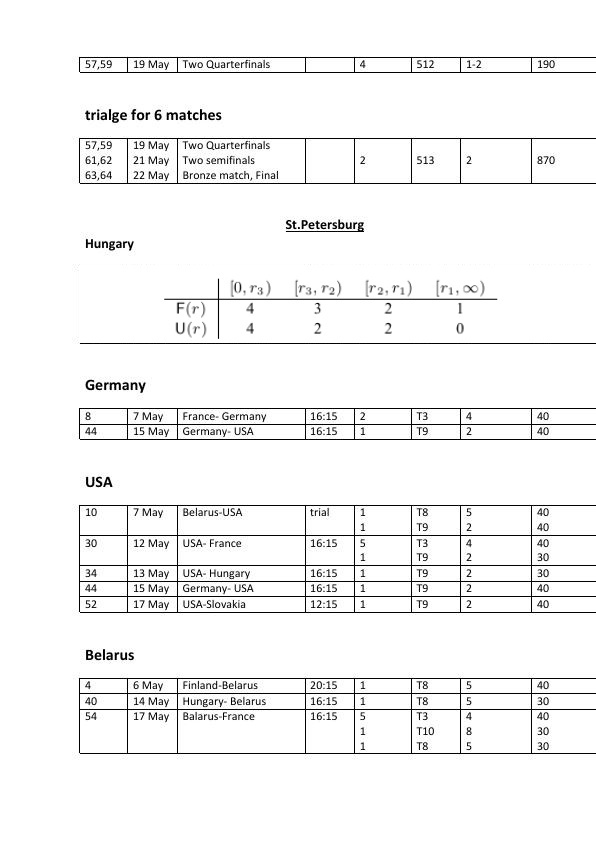 57,59 19 May Two Quarterfinals 4 512 1-2 190
trialge for 6 matches
57,59 19 May Two Quarterfinals
61,62 21 May Two semifinals 2 513 2 870
63,64 22 May Bronze match, Final
St.Petersburg
Hungary
[0, r₃) [r₃, r₂) [r₂, r₁) [r₁, ∞)
F(r) 4 3 2 1
U(r) 4 2 2 0
Germany
8 7 May France- Germany 16:15 2 T3 4 40
44 15 May Germany- USA 16:15 1 T9 2 40
USA
10 7 May Belarus-USA trial 1 T8 5 40
1 T9 2 40
30 12 May USA- France 16:15 5 T3 4 40
1 T9 2 30
34 13 May USA- Hungary 16:15 1 T9 2 30
44 15 May Germany- USA 16:15 1 T9 2 40
52 17 May USA-Slovakia 12:15 1 T9 2 40
Belarus
4 6 May Finland-Belarus 20:15 1 T8 5 40
40 14 May Hungary- Belarus 16:15 1 T8 5 30
54 17 May Balarus-France 16:15 5 T3 4 40
1 T10 8 30
1 T8 5 30